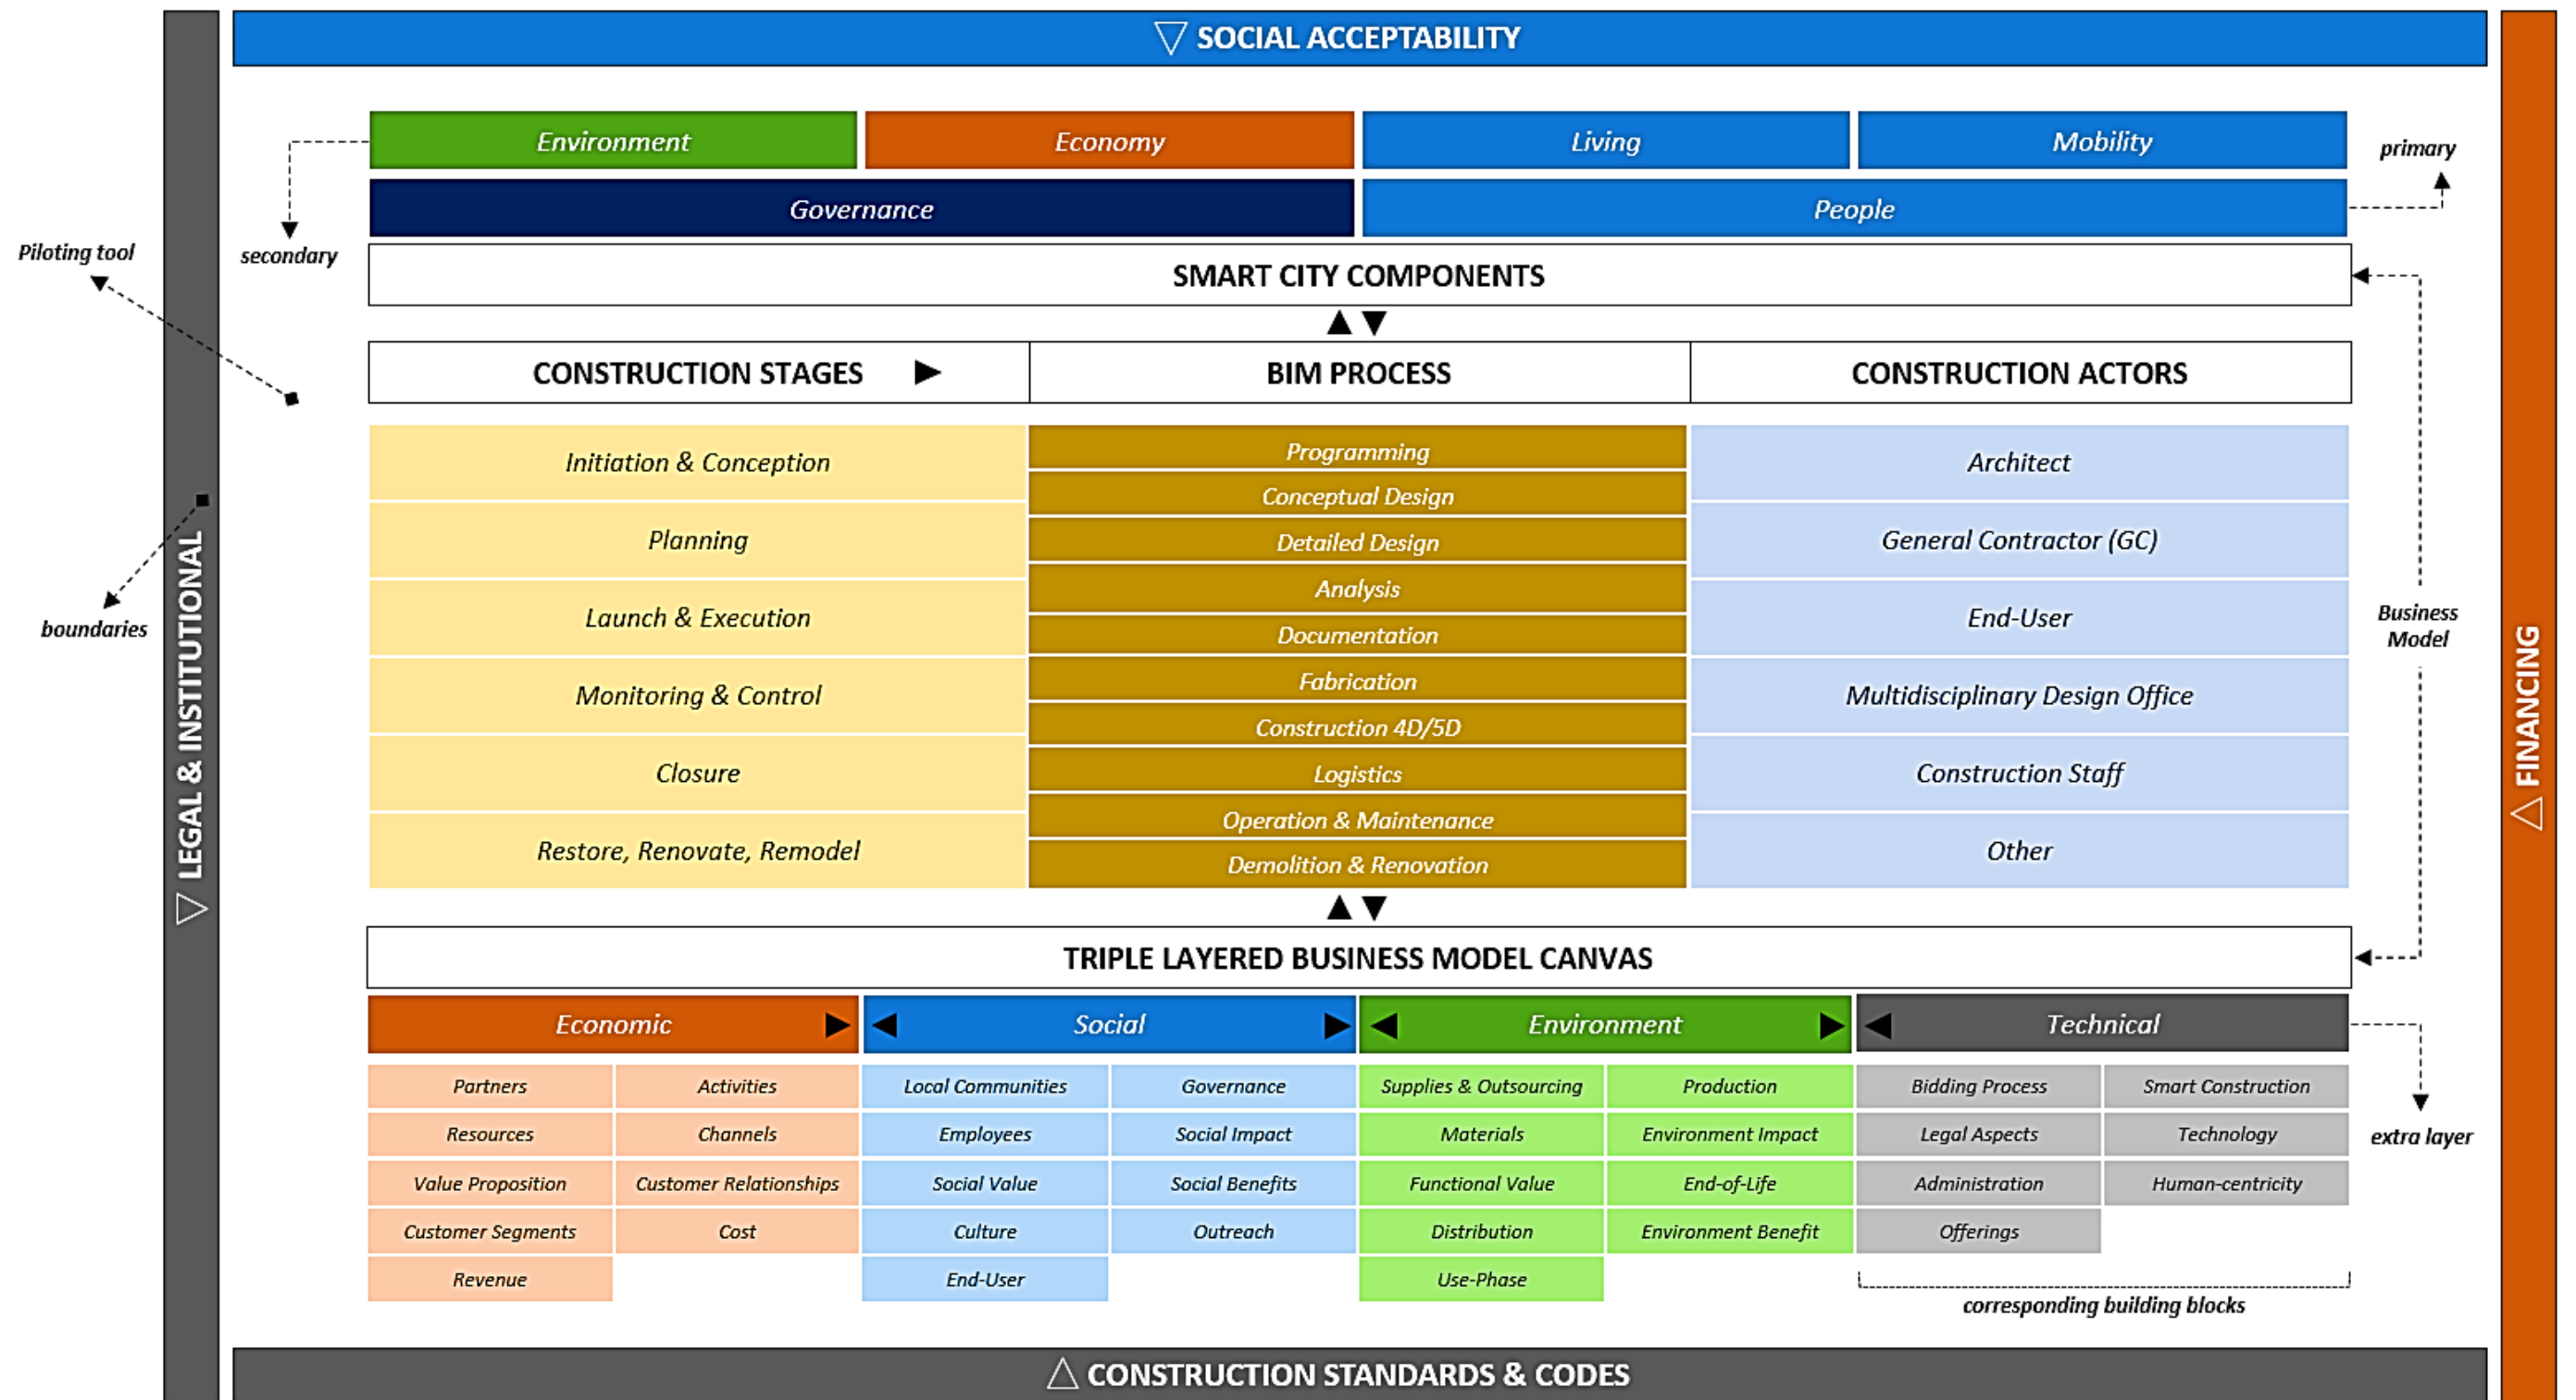 ▽ SOCIAL ACCEPTABILITY
Environment
Economy
Living
Mobility
primary
Governance
People
Piloting tool
secondary
SMART CITY COMPONENTS
▲ ▼
CONSTRUCTION STAGES ▶
BIM PROCESS
CONSTRUCTION ACTORS
Initiation & Conception
Planning
Launch & Execution
Monitoring & Control
Closure
Restore, Renovate, Remodel
Programming
Conceptual Design
Detailed Design
Analysis
Documentation
Fabrication
Construction 4D/5D
Logistics
Operation & Maintenance
Demolition & Renovation
Architect
General Contractor (GC)
End-User
Multidisciplinary Design Office
Construction Staff
Other
boundaries
▽ LEGAL & INSTITUTIONAL
Business
Model
△ FINANCING
▲ ▼
TRIPLE LAYERED BUSINESS MODEL CANVAS
Economic ▶
◀ Social ▶
◀ Environment ▶
◀ Technical
Partners
Activities
Resources
Channels
Value Proposition
Customer Relationships
Customer Segments
Cost
Revenue
Local Communities
Governance
Employees
Social Impact
Social Value
Social Benefits
Culture
Outreach
End-User
Supplies & Outsourcing
Production
Materials
Environment Impact
Functional Value
End-of-Life
Distribution
Environment Benefit
Use-Phase
Bidding Process
Smart Construction
Legal Aspects
Technology
Administration
Human-centricity
Offerings
extra layer
corresponding building blocks
△ CONSTRUCTION STANDARDS & CODES